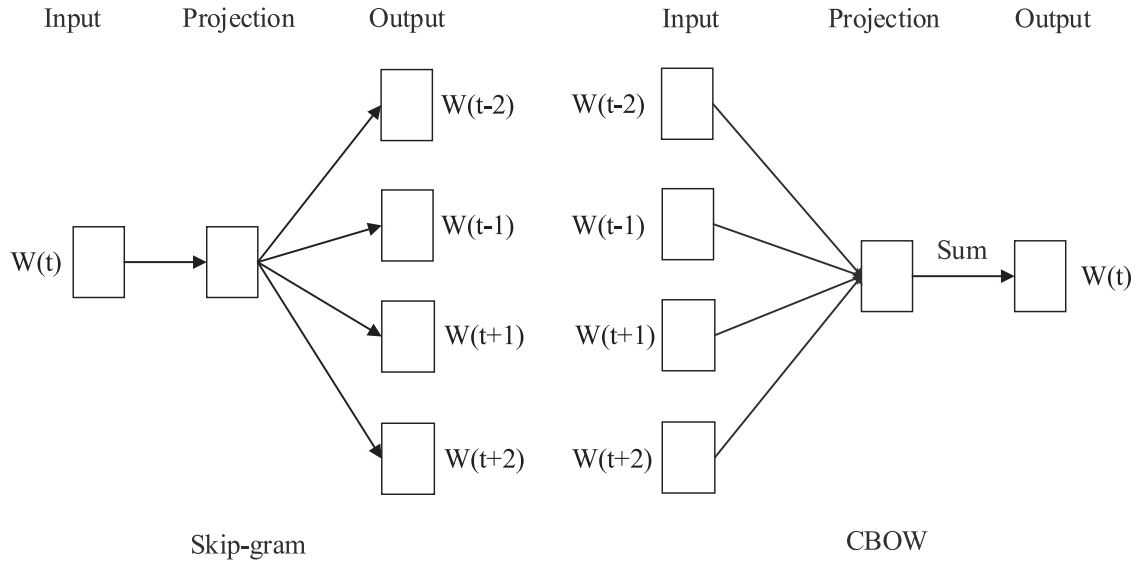 Input Projection Output
W(t-2)
W(t-1)
W(t)
W(t+1)
W(t+2)
Skip-gram
Input Projection Output
W(t-2)
W(t-1)
Sum
W(t)
W(t+1)
W(t+2)
CBOW